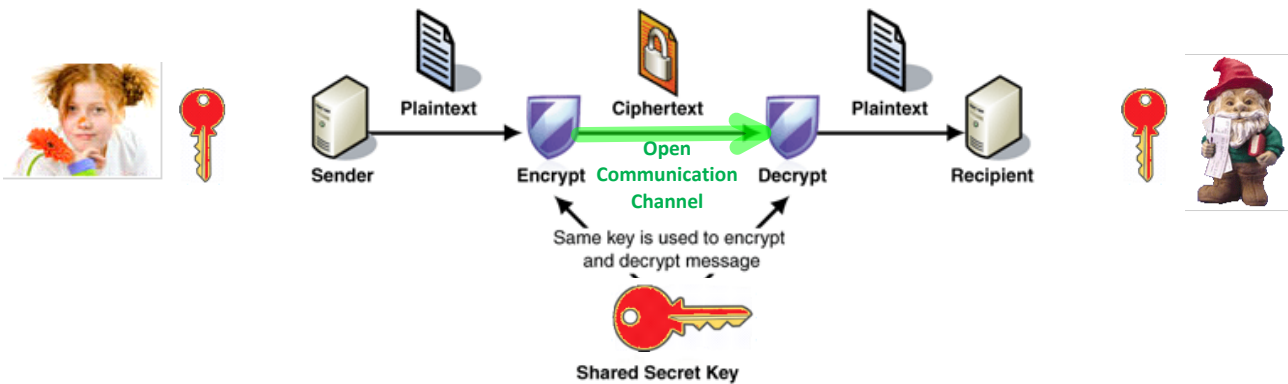 Plaintext
Ciphertext
Plaintext
Sender
Encrypt
Open
Communication
Channel
Decrypt
Recipient
Same key is used to encrypt
and decrypt message
Shared Secret Key